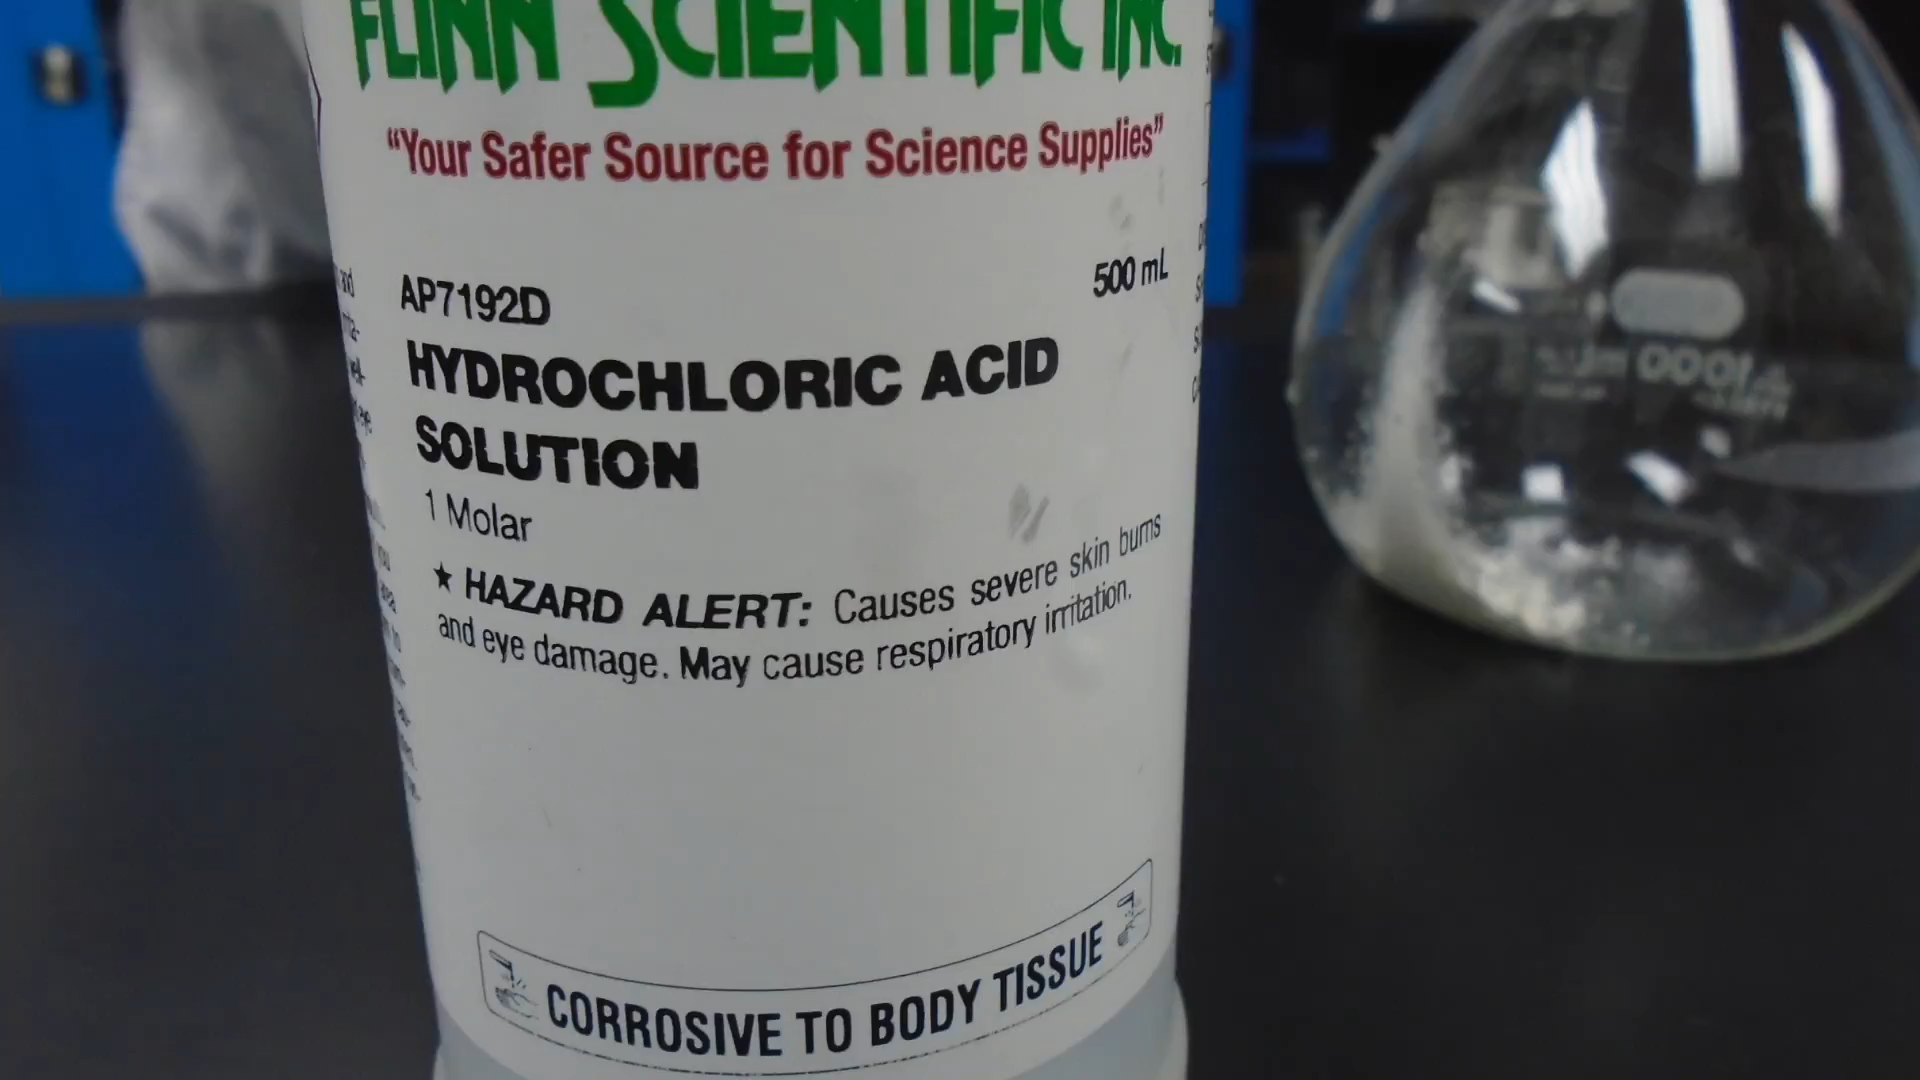 FLINN SCIENTIFIC INC.
“Your Safer Source for Science Supplies”
AP7192D
500 mL
HYDROCHLORIC ACID
SOLUTION
1 Molar
★ HAZARD ALERT: Causes severe skin burns
and eye damage. May cause respiratory irritation.
CORROSIVE TO BODY TISSUE